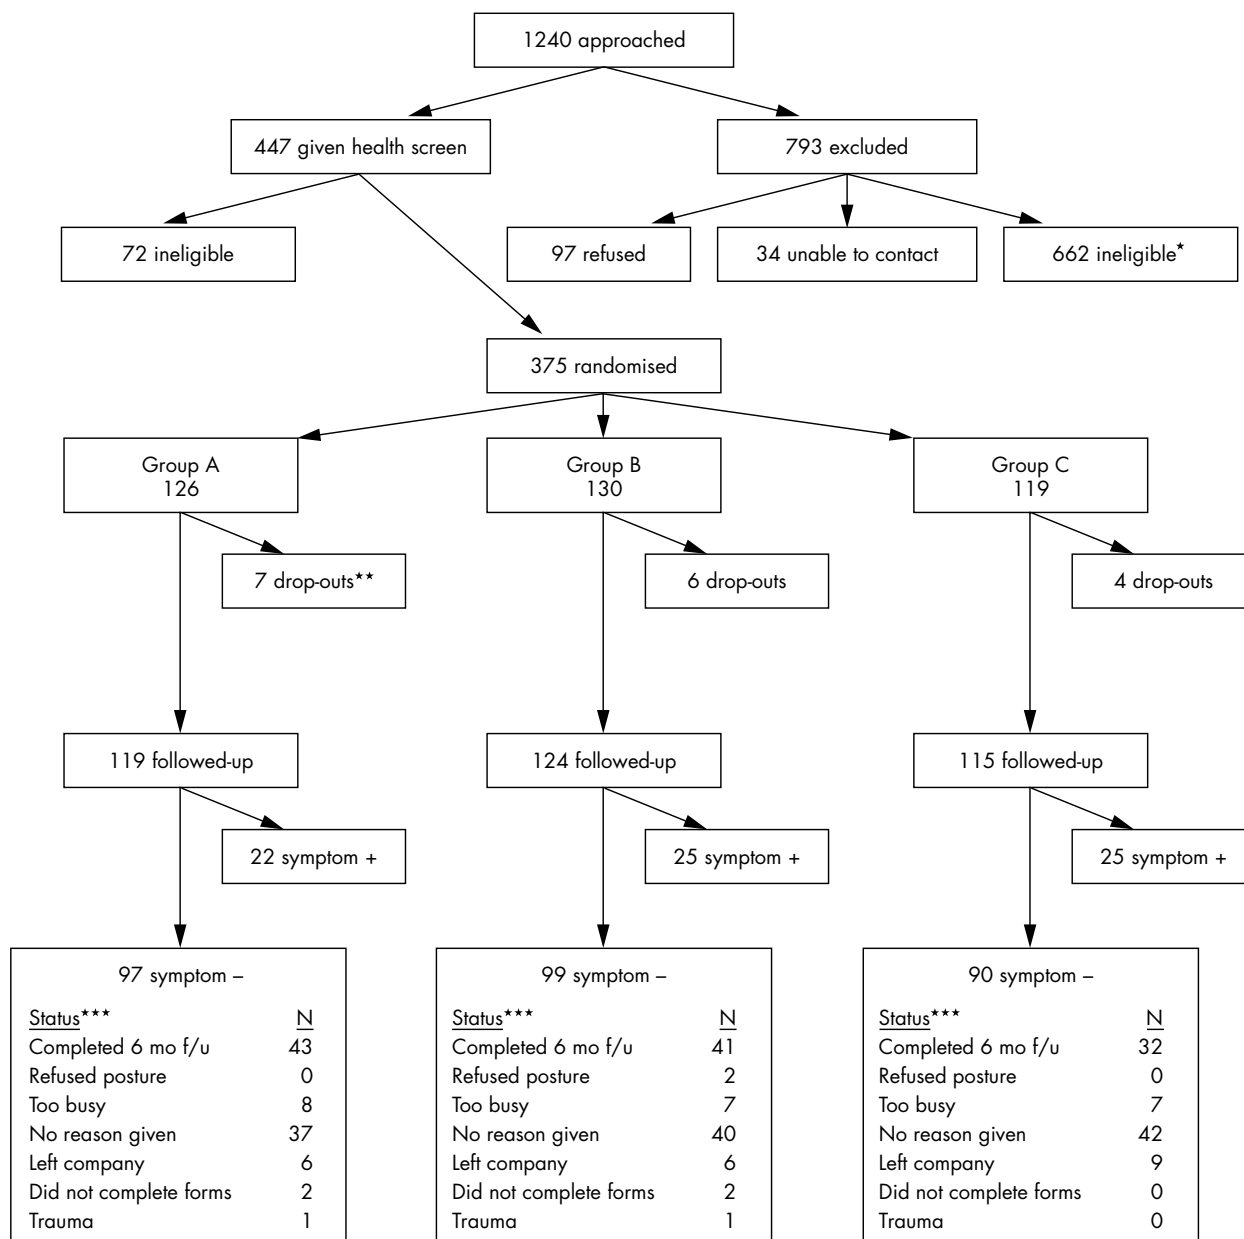 1240 approached
447 given health screen
793 excluded
72 ineligible
97 refused
34 unable to contact
662 ineligible★
375 randomised
Group A
126
Group B
130
Group C
119
7 drop-outs★★
6 drop-outs
4 drop-outs
119 followed-up
124 followed-up
115 followed-up
22 symptom +
25 symptom +
25 symptom +
97 symptom –
Status★★★ N
Completed 6 mo f/u 43
Refused posture 0
Too busy 8
No reason given 37
Left company 6
Did not complete forms 2
Trauma 1
99 symptom –
Status★★★ N
Completed 6 mo f/u 41
Refused posture 2
Too busy 7
No reason given 40
Left company 6
Did not complete forms 2
Trauma 1
90 symptom –
Status★★★ N
Completed 6 mo f/u 32
Refused posture 0
Too busy 7
No reason given 42
Left company 9
Did not complete forms 0
Trauma 0